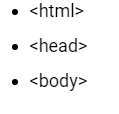 • <html>
• <head>
• <body>